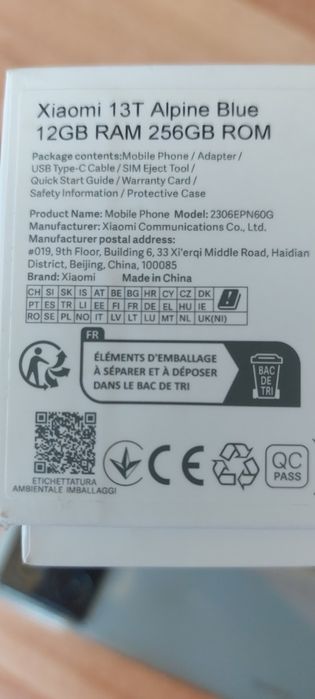 Xiaomi 13T Alpine Blue
12GB RAM 256GB ROM
Package contents:Mobile Phone / Adapter /
USB Type-C Cable / SIM Eject Tool /
Quick Start Guide / Warranty Card /
Safety Information / Protective Case
Product Name: Mobile Phone Model: 2306EPN60G
Manufacturer: Xiaomi Communications Co., Ltd.
Manufacturer postal address:
#019, 9th Floor, Building 6, 33 Xi'erqi Middle Road, Haidian
District, Beijing, China, 100085
Brand: Xiaomi Made in China
CH SI SK IS AT BE BG HR CY CZ DK
PT ES TR LI EE FI FR DE EL HU IE
RO SE PL NO IT LV LT LU MT NL UK(NI)
FR
ÉLÉMENTS D'EMBALLAGE
À SÉPARER ET À DÉPOSER
DANS LE BAC DE TRI
BAC
DE
TRI
ETICHETTATURA
AMBIENTALE IMBALLAGGI
CE
QC
PASS